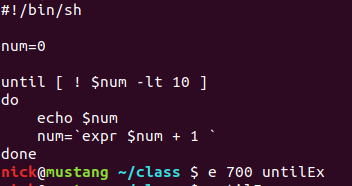 #!/bin/sh
num=0
until [ ! $num -lt 10 ]
do
    echo $num
    num=`expr $num + 1 `
done
nick@mustang ~/class $ e 700 untilEx